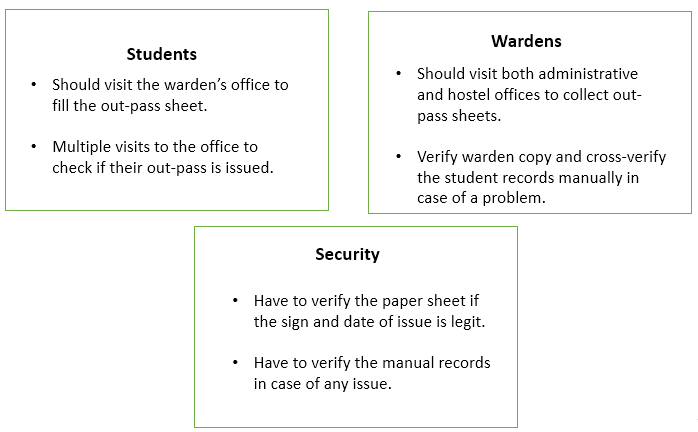 Students
• Should visit the warden’s office to
fill the out-pass sheet.
• Multiple visits to the office to
check if their out-pass is issued.
Wardens
• Should visit both administrative
and hostel offices to collect out-
pass sheets.
• Verify warden copy and cross-verify
the student records manually in
case of a problem.
Security
• Have to verify the paper sheet if
the sign and date of issue is legit.
• Have to verify the manual records
in case of any issue.